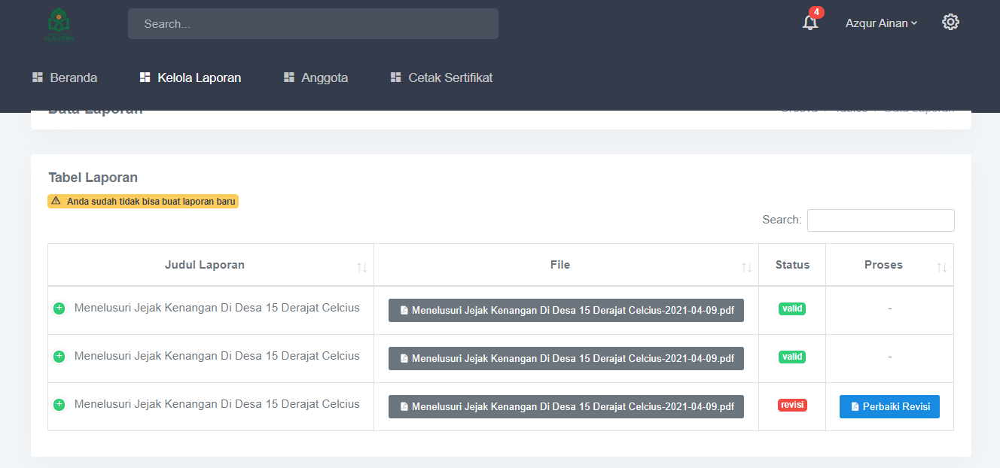 Search...
4
Azqur Ainan
Beranda
Kelola Laporan
Anggota
Cetak Sertifikat
Data Laporan
Tables
Data Laporan
Tabel Laporan
Anda sudah tidak bisa buat laporan baru
Search:
Judul Laporan File Status Proses
Menelusuri Jejak Kenangan Di Desa 15 Derajat Celcius Menelusuri Jejak Kenangan Di Desa 15 Derajat Celcius-2021-04-09.pdf valid -
Menelusuri Jejak Kenangan Di Desa 15 Derajat Celcius Menelusuri Jejak Kenangan Di Desa 15 Derajat Celcius-2021-04-09.pdf valid -
Menelusuri Jejak Kenangan Di Desa 15 Derajat Celcius Menelusuri Jejak Kenangan Di Desa 15 Derajat Celcius-2021-04-09.pdf revisi Perbaiki Revisi